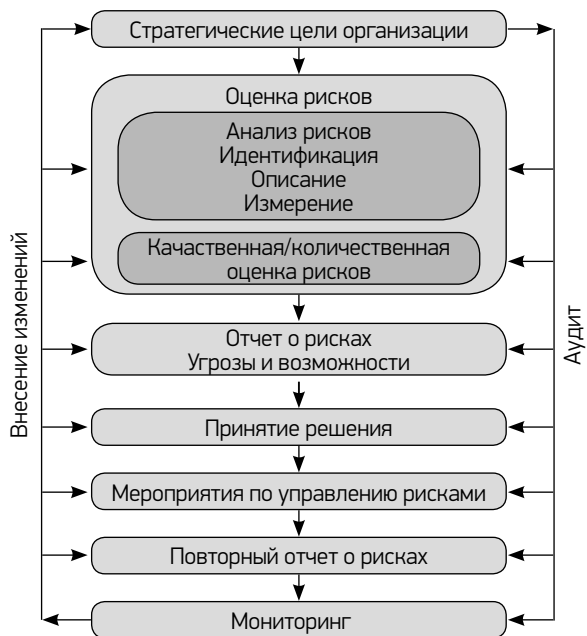 Стратегические цели организации
Оценка рисков
Анализ рисков
Идентификация
Описание
Измерение
Качаственная/количественная
оценка рисков
Отчет о рисках
Угрозы и возможности
Принятие решения
Мероприятия по управлению рисками
Повторный отчет о рисках
Мониторинг
Внесение изменений
Аудит